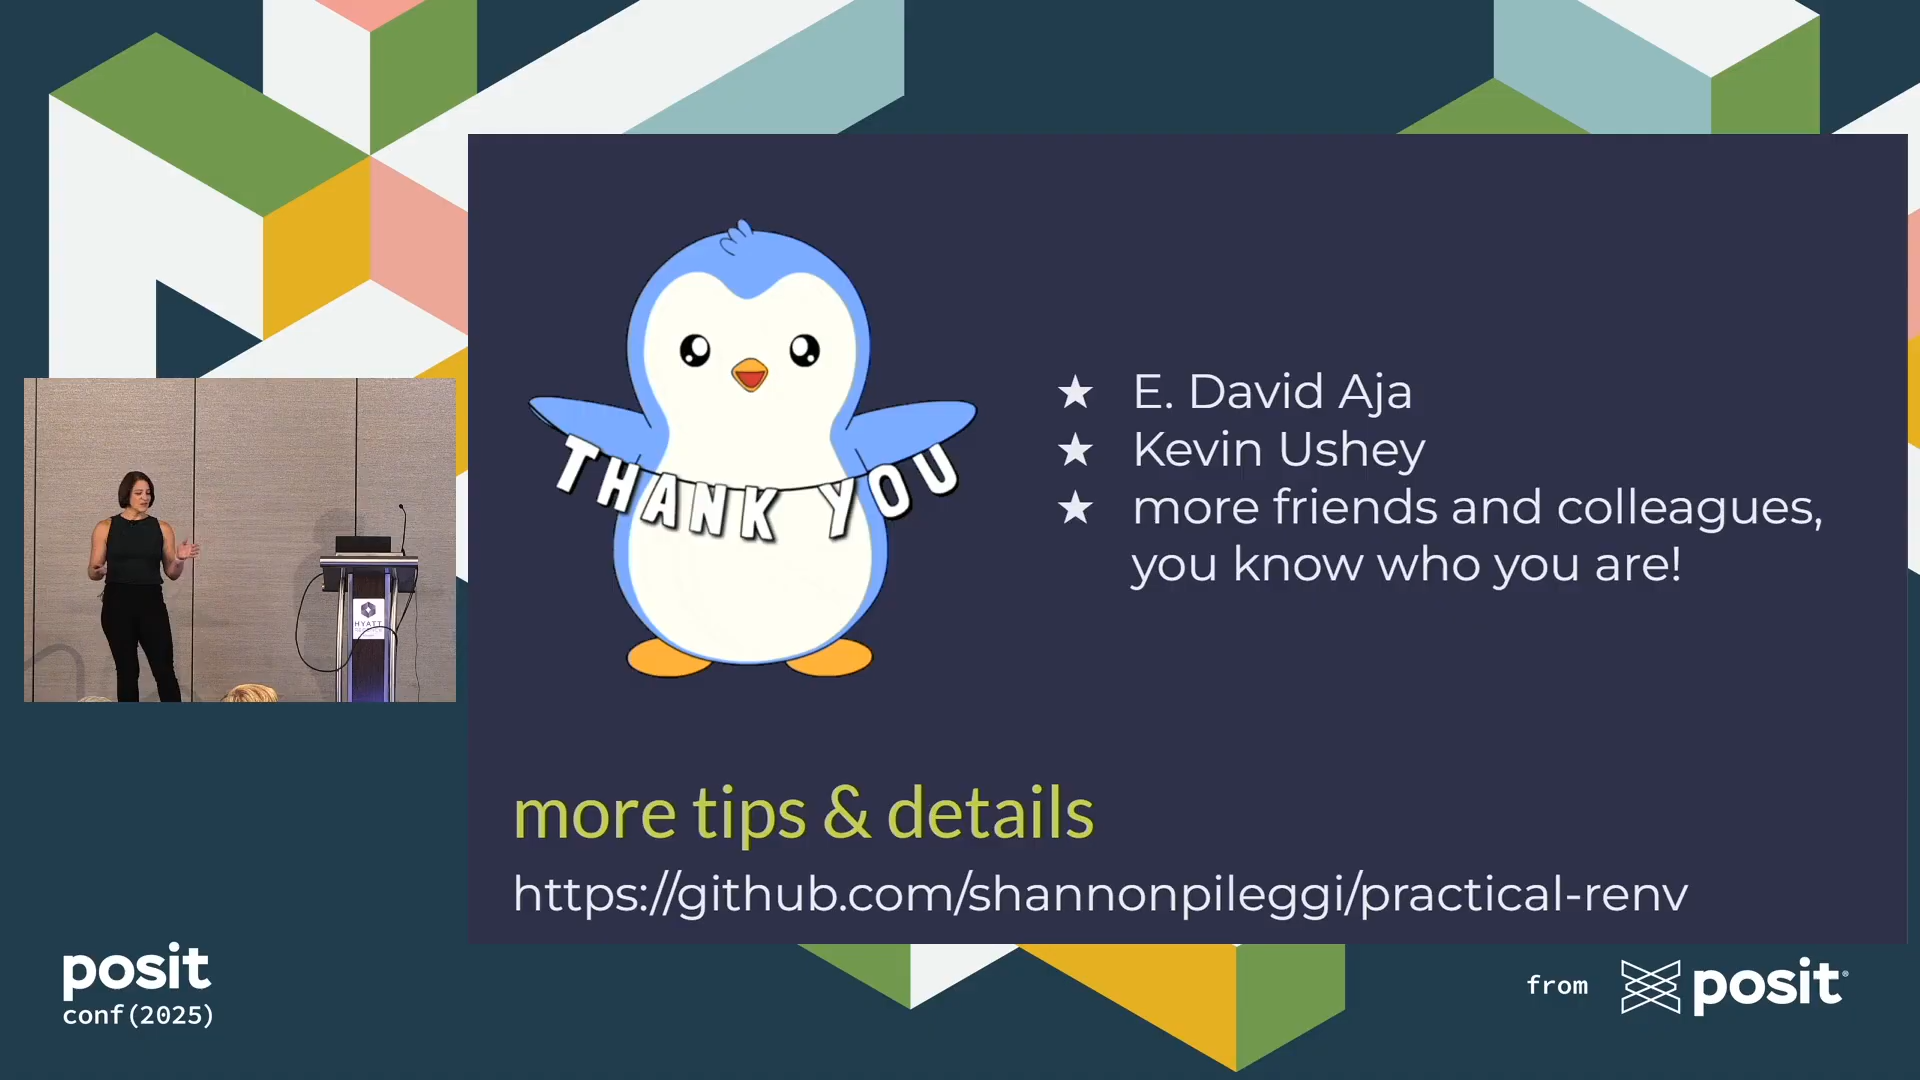 THANK YOU
★ E. David Aja
★ Kevin Ushey
★ more friends and colleagues,
you know who you are!
more tips & details
https://github.com/shannonpileggi/practical-renv
HYATT
posit
conf(2025)
from posit®